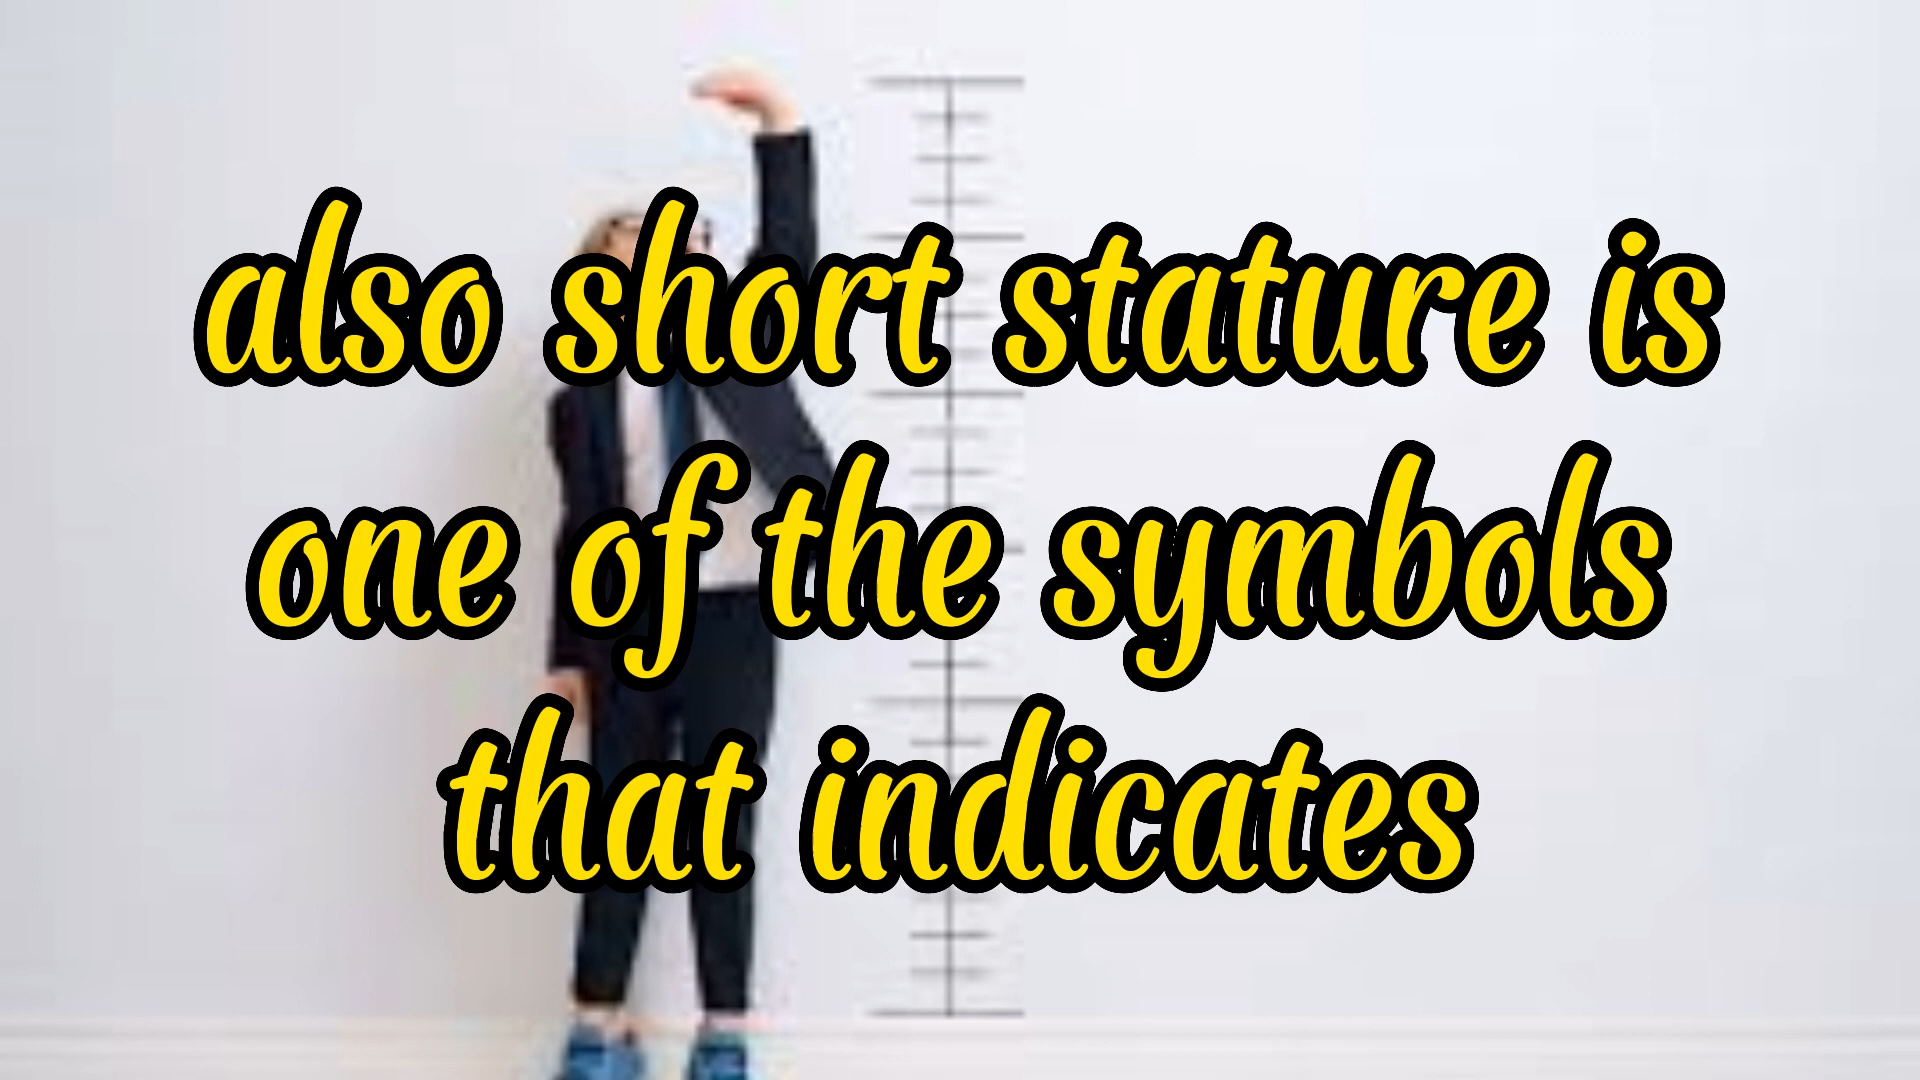 also short stature is
one of the symbols
that indicates